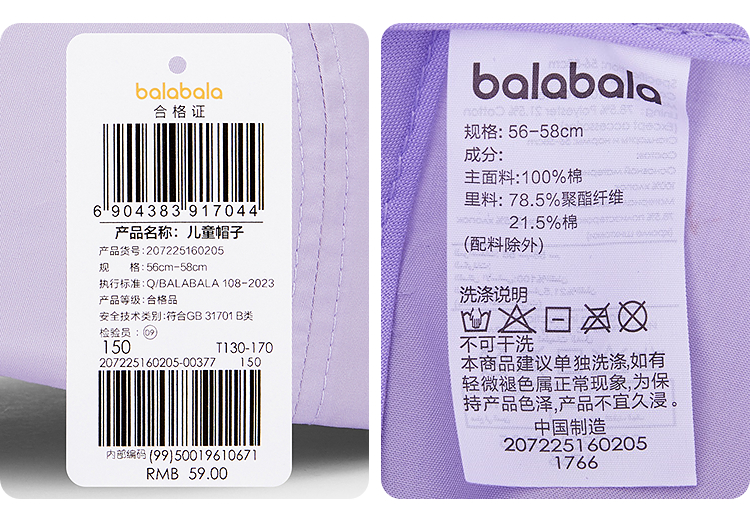 balabala
合格证
6 904383 917044
产品名称: 儿童帽子
产品货号: 207225160205
规 格: 56cm-58cm
执行标准: Q/BALABALA 108-2023
产品等级: 合格品
安全技术类别: 符合GB 31701 B类
检验员: 09
150 T130-170
207225160205-00377 150
内部编码 (99)50019610671
RMB 59.00
balabala
规格: 56-58cm
成分:
主面料: 100%棉
里料: 78.5%聚酯纤维
21.5%棉
(配料除外)
洗涤说明
不可干洗
本商品建议单独洗涤,如有
轻微褪色属正常现象,为保
持产品色泽,产品不宜久浸。
中国制造
207225160205
1766